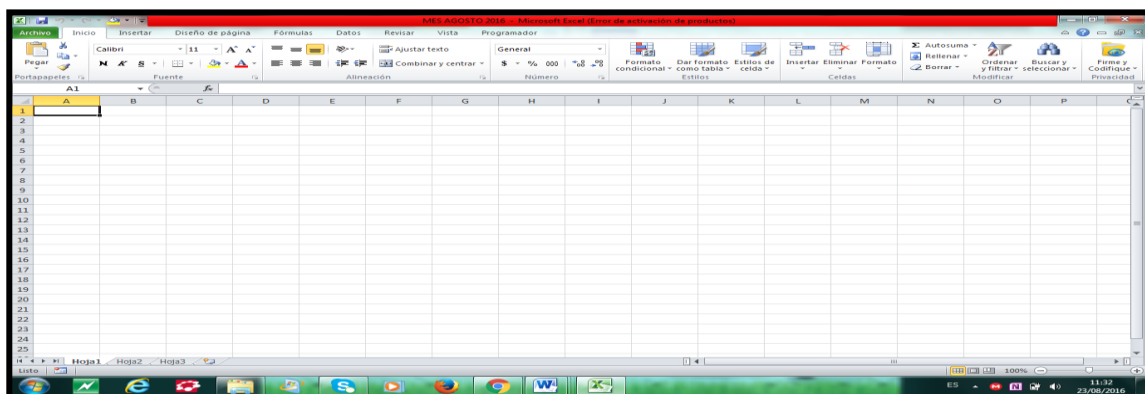 MES AGOSTO 2016 - Microsoft Excel (Error de activación de productos)
Archivo Inicio Insertar Diseño de página Fórmulas Datos Revisar Vista Programador
Pegar Calibri 11 A A Ajustar texto General Formato condicional Dar formato como tabla Estilos de celda Insertar Eliminar Formato Σ Autosuma Rellenar Borrar Ordenar y filtrar Buscar y seleccionar Firme y Codifique
N K S A Combinar y centrar $ % 000
Portapapeles Fuente Alineación Número Estilos Celdas Modificar Privacidad
A1 fx
A B C D E F G H I J K L M N O P
1
2
3
4
5
6
7
8
9
10
11
12
13
14
15
16
17
18
19
20
21
22
23
24
25
Hoja1 Hoja2 Hoja3
Listo 100%
ES 11:32
23/08/2016